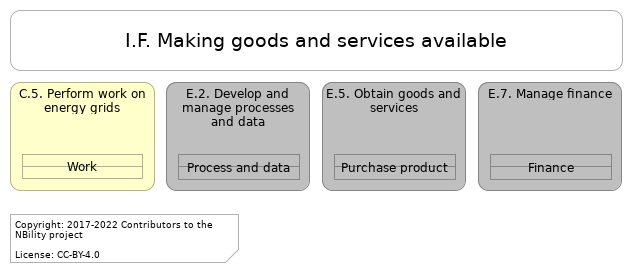 I.F. Making goods and services available
C.5. Perform work on
energy grids
Work
E.2. Develop and
manage processes
and data
Process and data
E.5. Obtain goods and
services
Purchase product
E.7. Manage finance
Finance
Copyright: 2017-2022 Contributors to the
NBility project
License: CC-BY-4.0